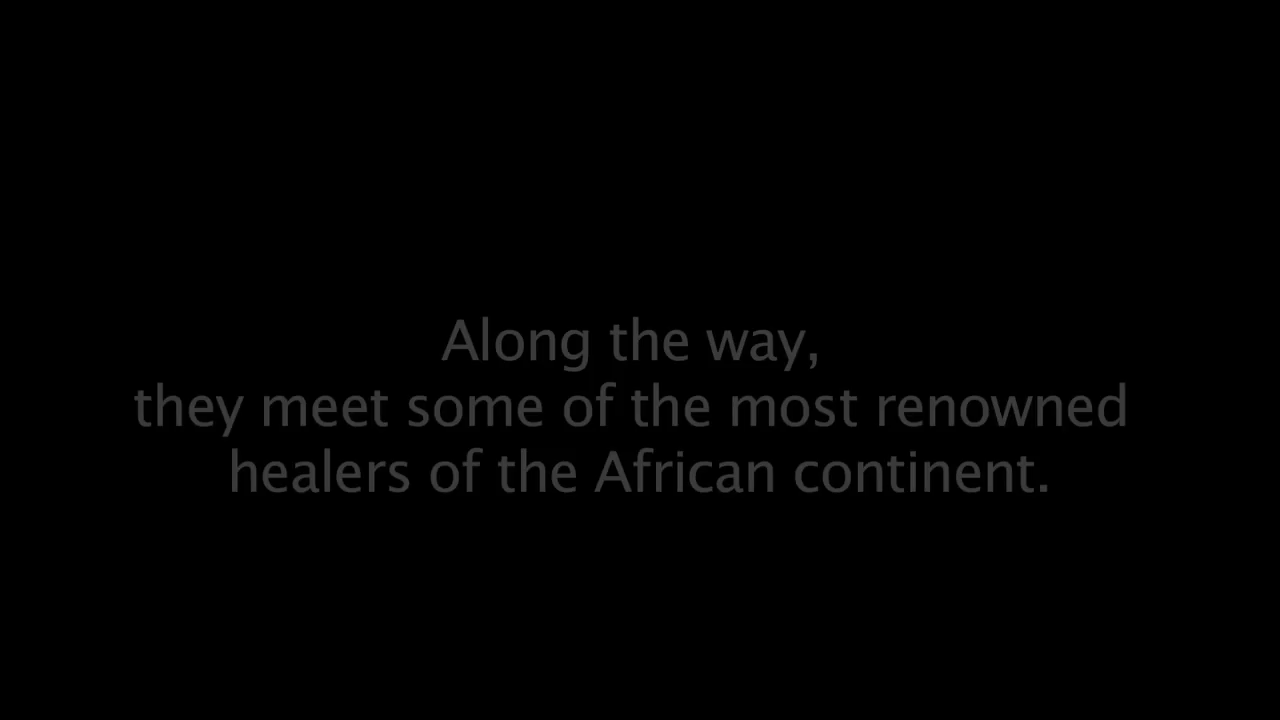 Along the way,
they meet some of the most renowned
healers of the African continent.